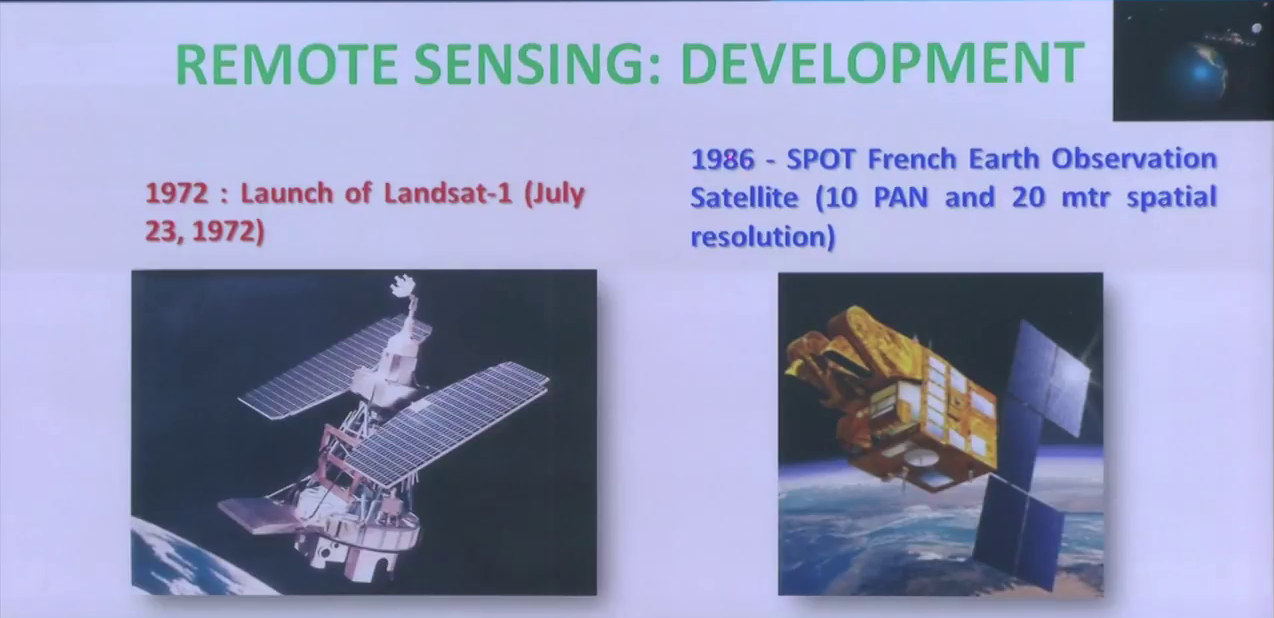 REMOTE SENSING: DEVELOPMENT
1972 : Launch of Landsat-1 (July
23, 1972)
1986 - SPOT French Earth Observation
Satellite (10 PAN and 20 mtr spatial
resolution)